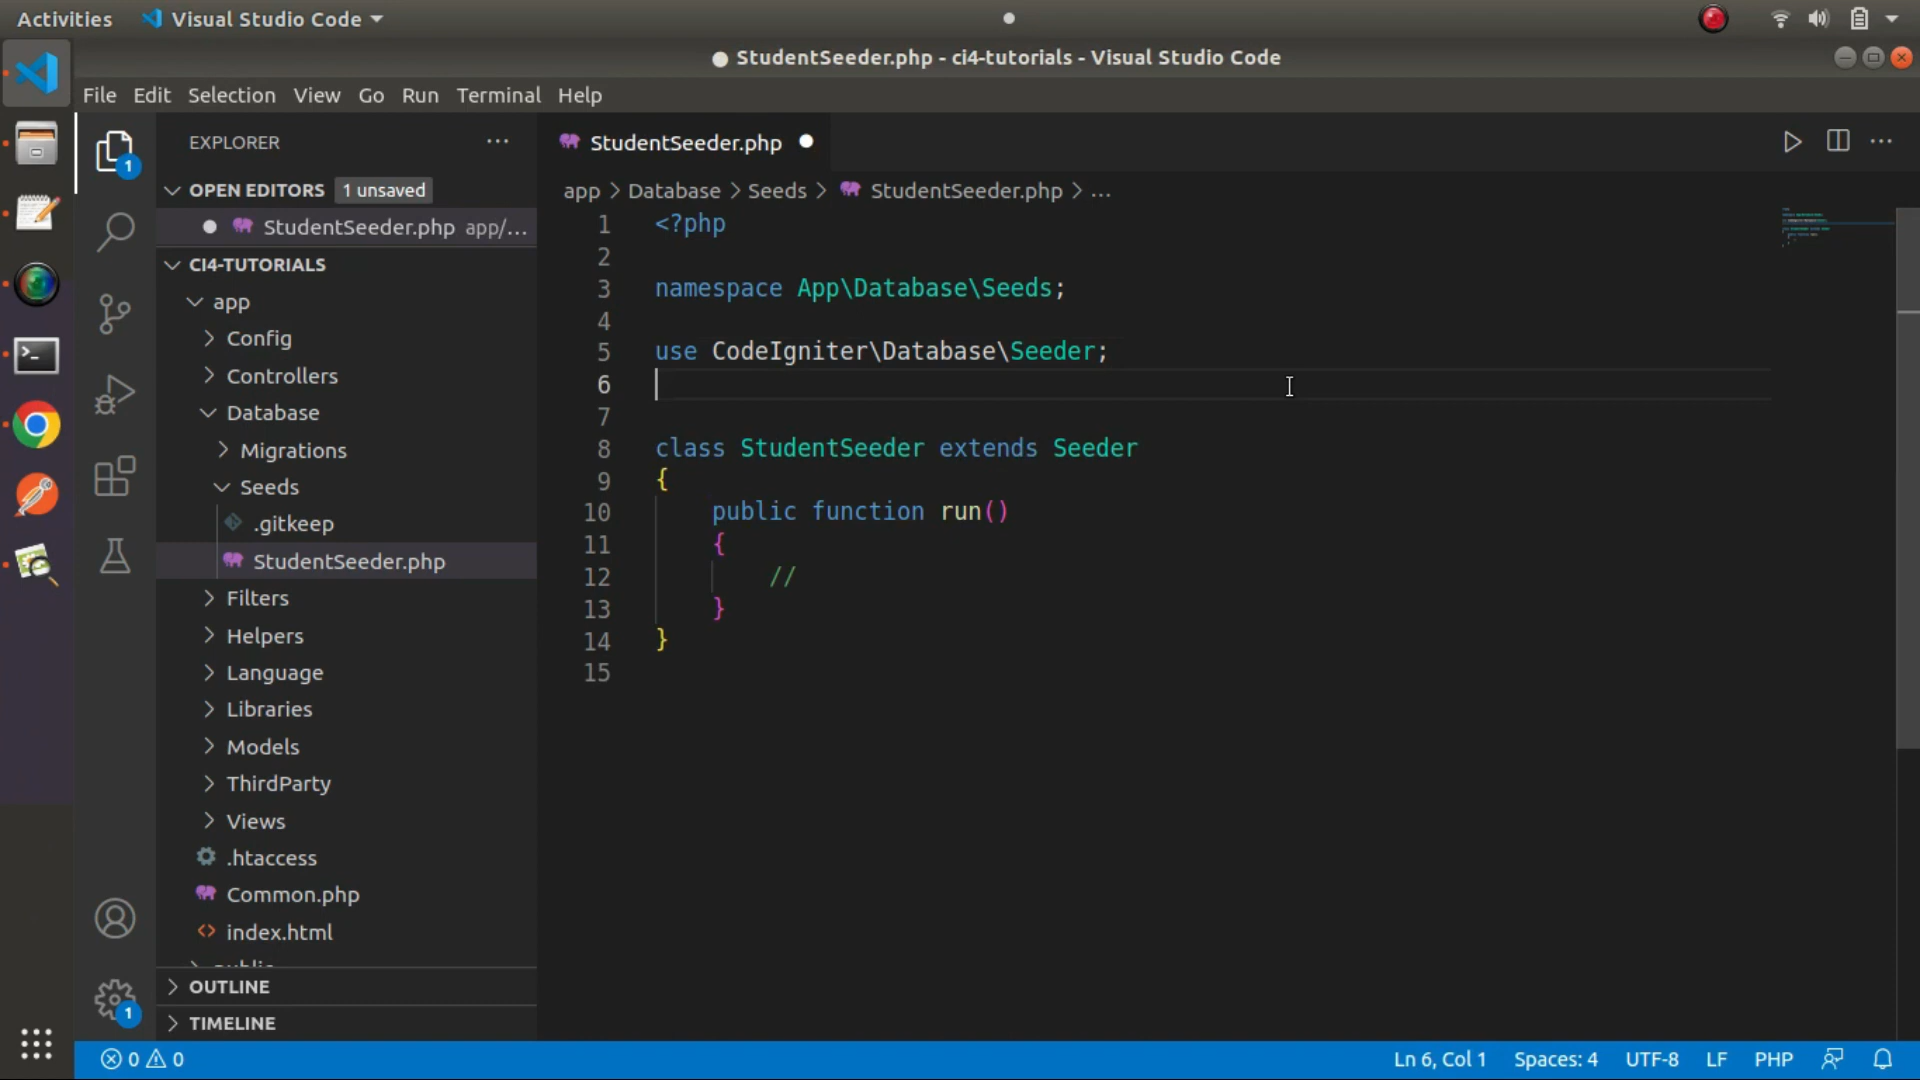 Activities
Visual Studio Code
StudentSeeder.php - ci4-tutorials - Visual Studio Code
File Edit Selection View Go Run Terminal Help
1
EXPLORER
OPEN EDITORS 1 unsaved
StudentSeeder.php app/...
CI4-TUTORIALS
app
Config
Controllers
Database
Migrations
Seeds
.gitkeep
StudentSeeder.php
Filters
Helpers
Language
Libraries
Models
ThirdParty
Views
.htaccess
Common.php
index.html
public
OUTLINE
TIMELINE
1
StudentSeeder.php
app > Database > Seeds > StudentSeeder.php > ...
1 <?php
2
3 namespace App\Database\Seeds;
4
5 use CodeIgniter\Database\Seeder;
6
7
8 class StudentSeeder extends Seeder
9 {
10 public function run()
11 {
12 //
13 }
14 }
15
0 0
Ln 6, Col 1 Spaces: 4 UTF-8 LF PHP